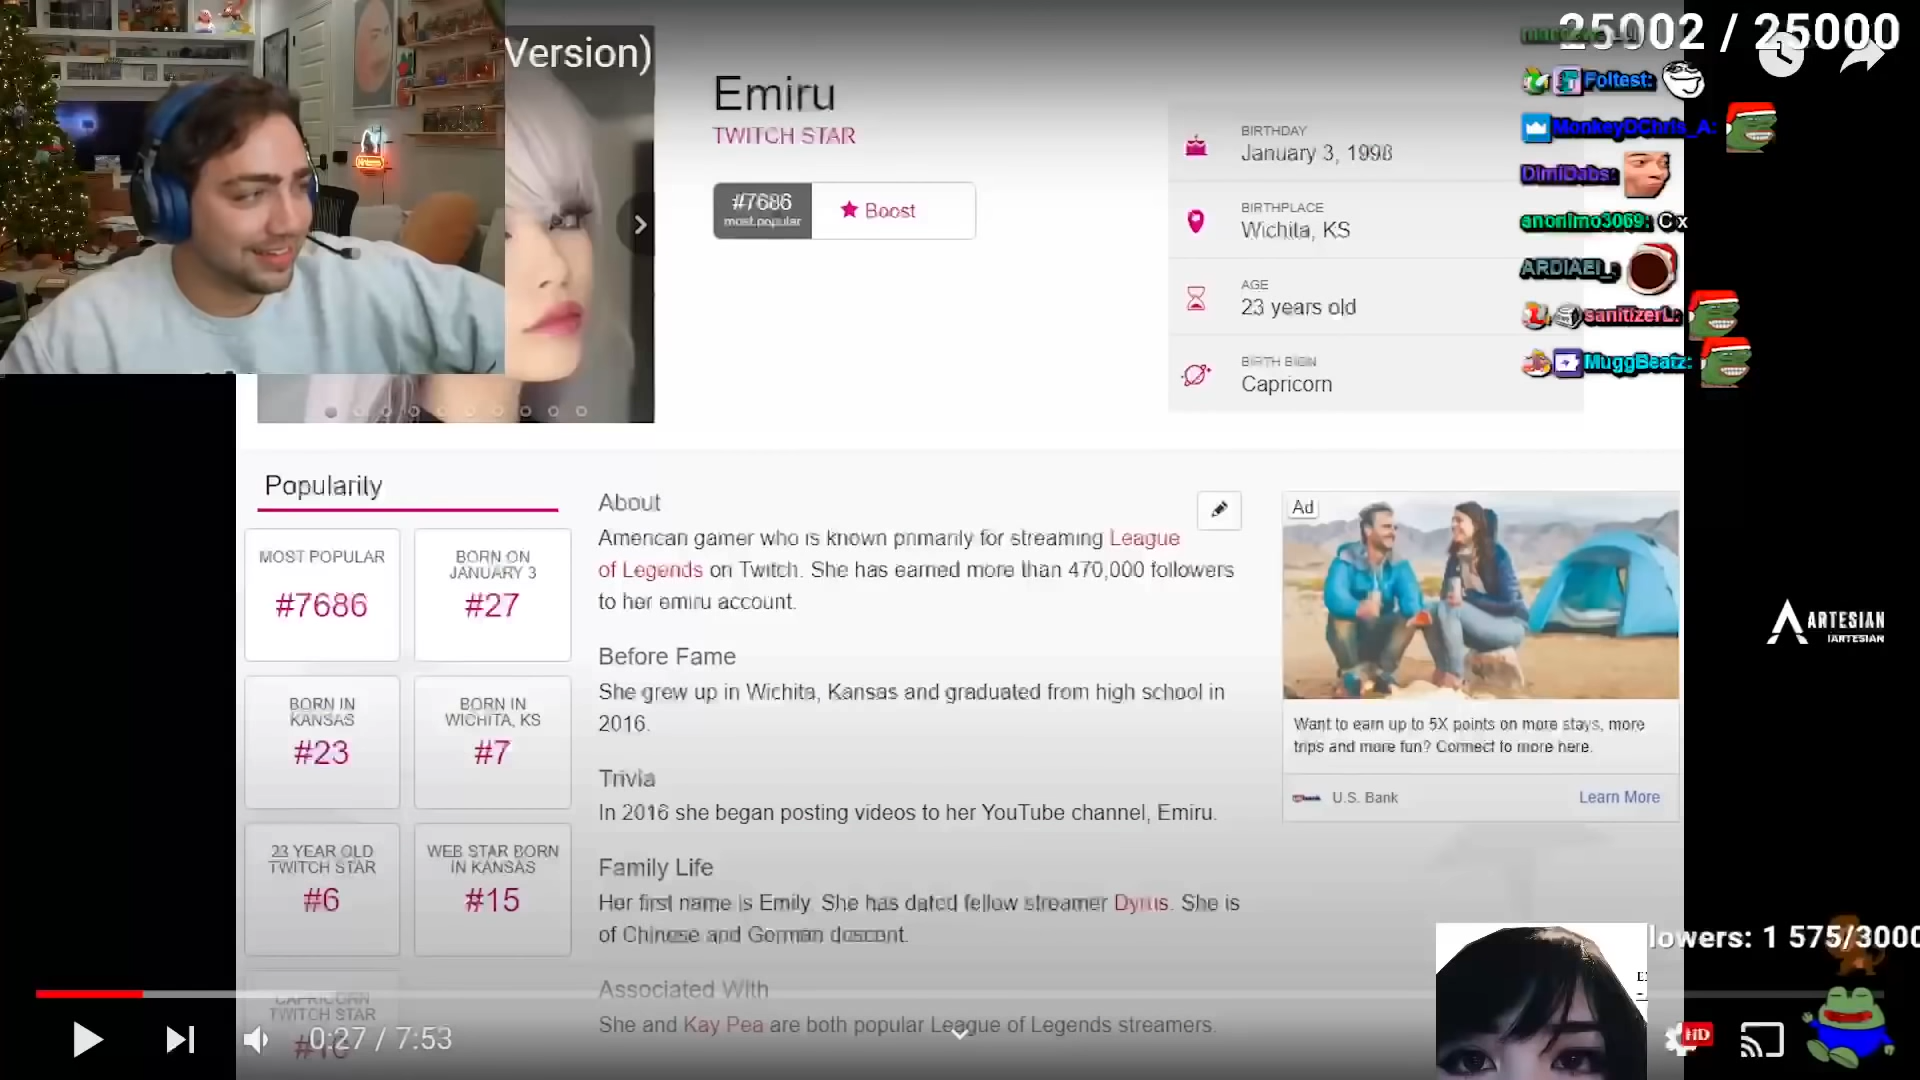 25002 / 25000
Version)
Emiru
TWITCH STAR
#7686
most popular
Boost
BIRTHDAY
January 3, 1998
BIRTHPLACE
Wichita, KS
AGE
23 years old
BIRTH SIGN
Capricorn
Foltest:
MonkeyDChris_A:
DimiDabs:
anonimo3069: Cx
ARDIAEI_:
sanitizerL:
MuggBeatz:
Popularity
MOST POPULAR
#7686
BORN ON
JANUARY 3
#27
BORN IN
KANSAS
#23
BORN IN
WICHITA, KS
#7
23 YEAR OLD
TWITCH STAR
#6
WEB STAR BORN
IN KANSAS
#15
CAPRICORN
TWITCH STAR
About
American gamer who is known primarily for streaming League
of Legends on Twitch. She has earned more than 470,000 followers
to her emiru account.
Before Fame
She grew up in Wichita, Kansas and graduated from high school in
2016.
Trivia
In 2016 she began posting videos to her YouTube channel, Emiru.
Family Life
Her first name is Emily. She has dated fellow streamer Dyrus. She is
of Chinese and German descent.
Associated With
She and Kay Pea are both popular League of Legends streamers.
Ad
Want to earn up to 5X points on more stays, more
trips and more fun? Connect to more here.
U.S. Bank
Learn More
ARTESIAN
/ARTESIAN
lowers: 1 575/3000
0:27 / 7:53
HD